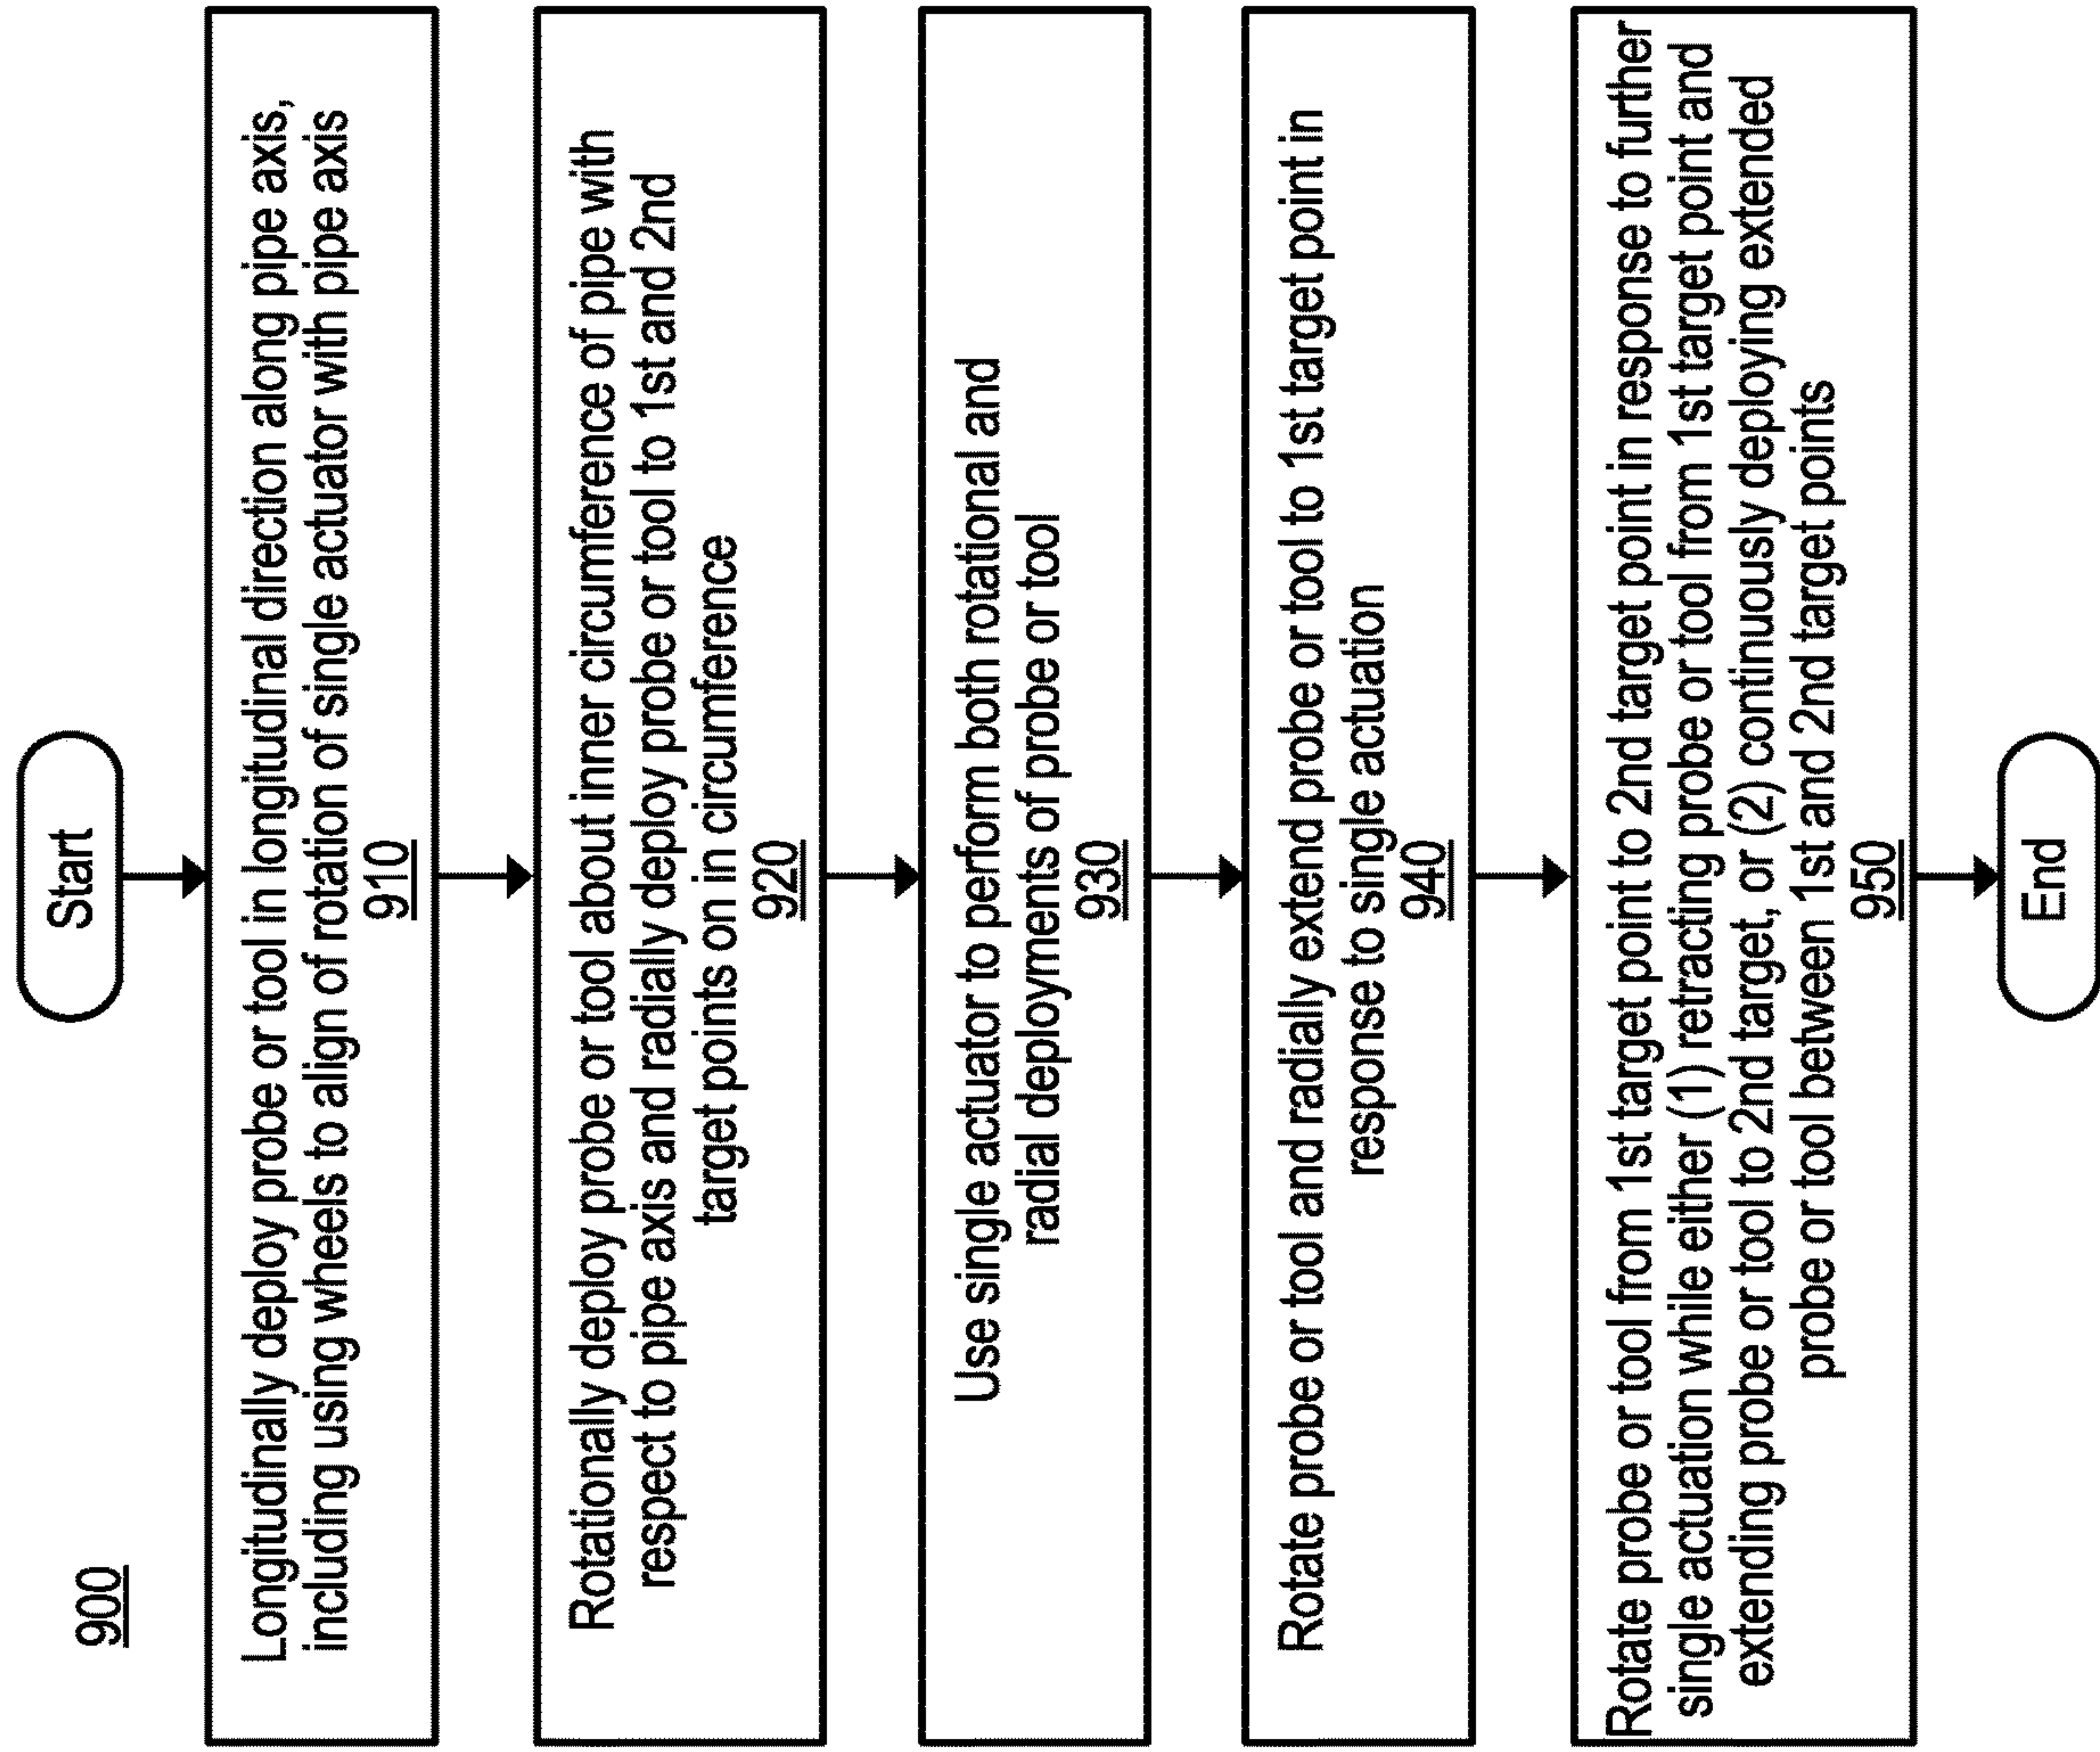 900
Start
Longitudinally deploy probe or tool in longitudinal direction along pipe axis,
including using wheels to align of rotation of single actuator with pipe axis
910
Rotationally deploy probe or tool about inner circumference of pipe with
respect to pipe axis and radially deploy probe or tool to 1st and 2nd
target points on in circumference
920
Use single actuator to perform both rotational and
radial deployments of probe or tool
930
Rotate probe or tool and radially extend probe or tool to 1st target point in
response to single actuation
940
Rotate probe or tool from 1st target point to 2nd target point in response to further
single actuation while either (1) retracting probe or tool from 1st target point and
extending probe or tool to 2nd target, or (2) continuously deploying extended
probe or tool between 1st and 2nd target points
950
End